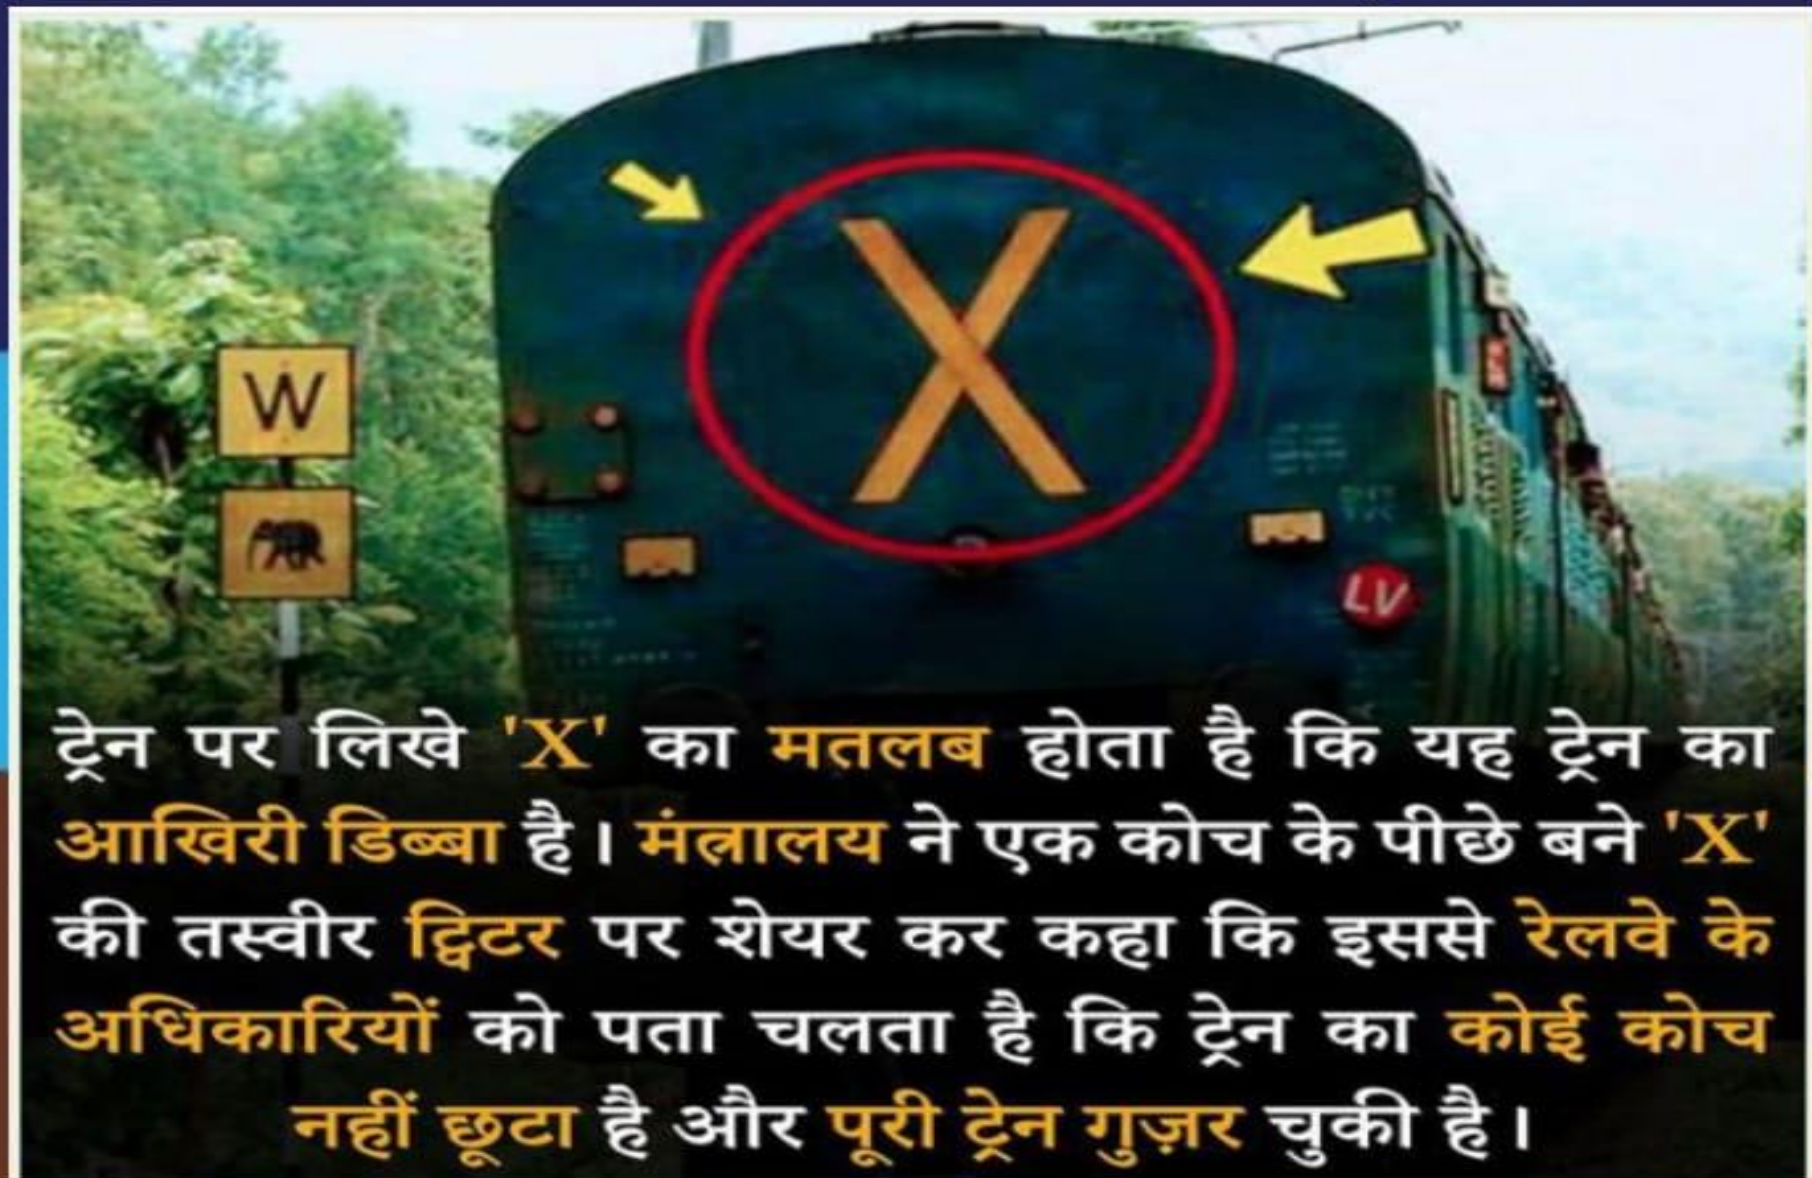 X
W
LV
ट्रेन पर लिखे 'X' का मतलब होता है कि यह ट्रेन का
आखिरी डिब्बा है। मंत्रालय ने एक कोच के पीछे बने 'X'
की तस्वीर ट्विटर पर शेयर कर कहा कि इससे रेलवे के
अधिकारियों को पता चलता है कि ट्रेन का कोई कोच
नहीं छूटा है और पूरी ट्रेन गुज़र चुकी है।